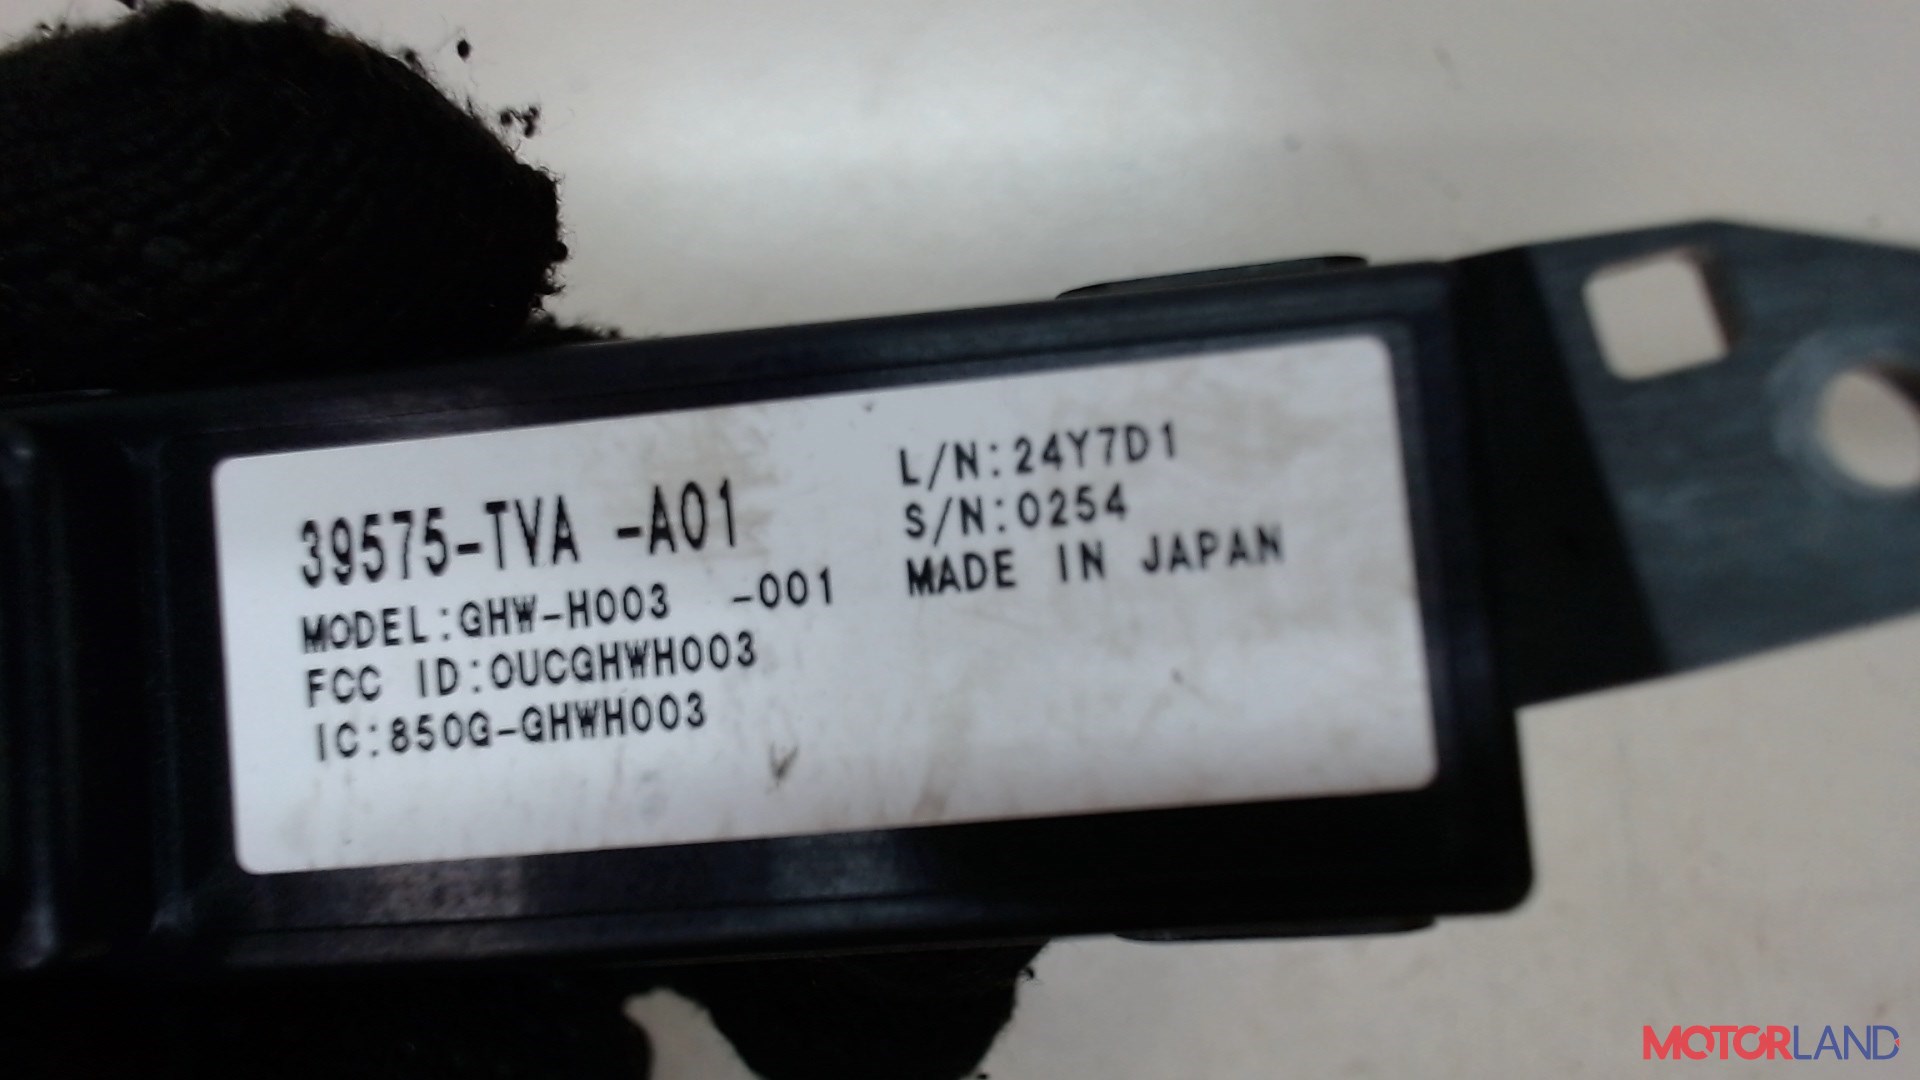 39575-TVA -A01
MODEL:GHW-H003 -001
FCC ID:OUCGHWH003
IC:850G-GHWH003
L/N:24Y7D1
S/N:0254
MADE IN JAPAN
MOTORLAND